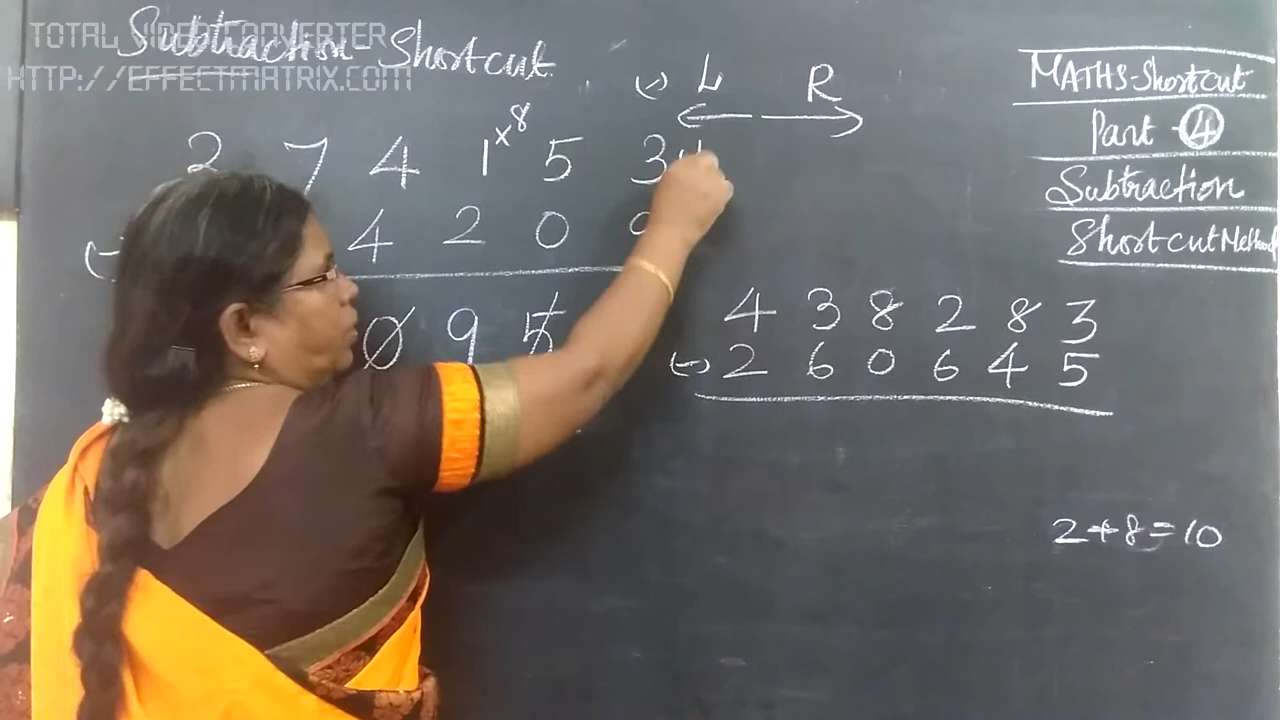 TOTAL VIDEO CONVERTER
HTTP://EFFECTMATRIX.COM
Subtraction-Shortcut
(-) L R
2 7 4 1 x 8 5 3
(-) 4 2 0
0 9 5
MATHS-Shortcut
Part - 4
Subtraction
Shortcut Method
4 3 8 2 8 3
(-) 2 6 0 6 4 5
2+8=10